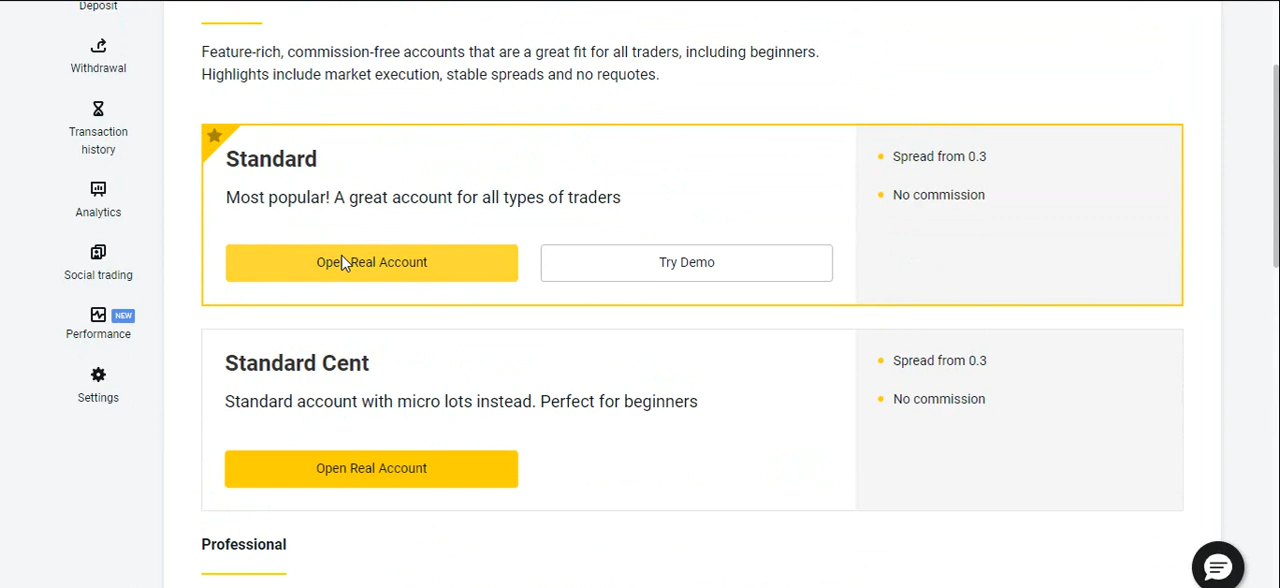 Deposit
Withdrawal
Transaction
history
Analytics
Social trading
NEW
Performance
Settings
Feature-rich, commission-free accounts that are a great fit for all traders, including beginners.
Highlights include market execution, stable spreads and no requotes.
Standard
Most popular! A great account for all types of traders
Open Real Account
Try Demo
Spread from 0.3
No commission
Standard Cent
Standard account with micro lots instead. Perfect for beginners
Open Real Account
Spread from 0.3
No commission
Professional